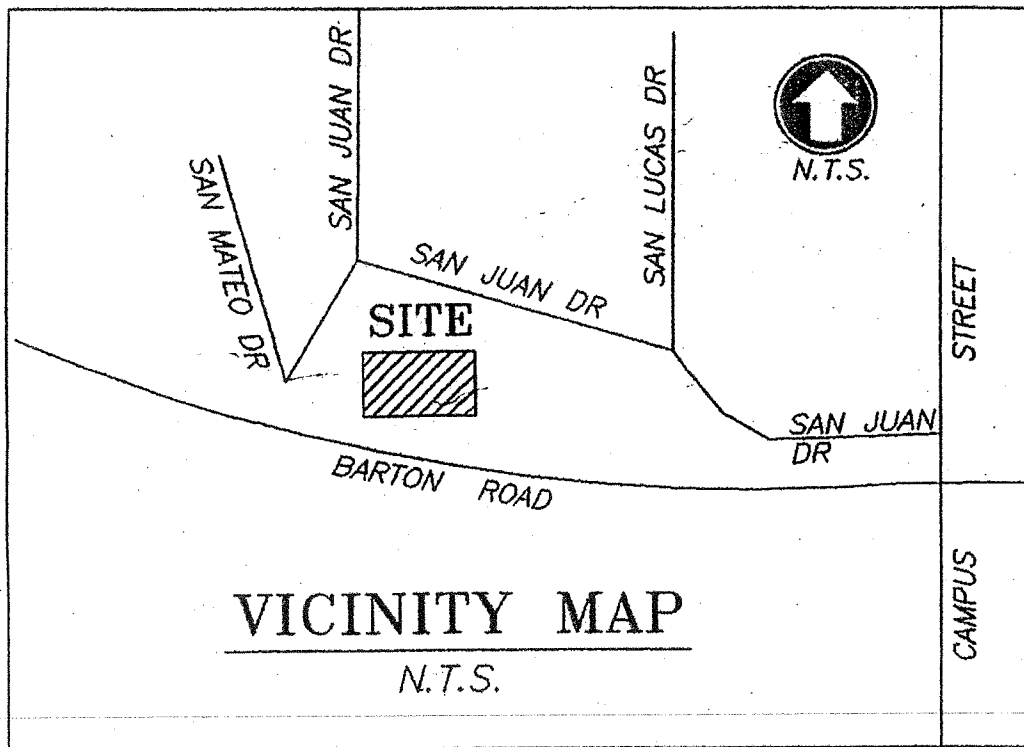 SAN JUAN DR
SAN LUCAS DR
N.T.S.
SAN MATEO DR
SAN JUAN DR
SITE
STREET
SAN JUAN
DR
BARTON ROAD
CAMPUS
VICINITY MAP
N.T.S.